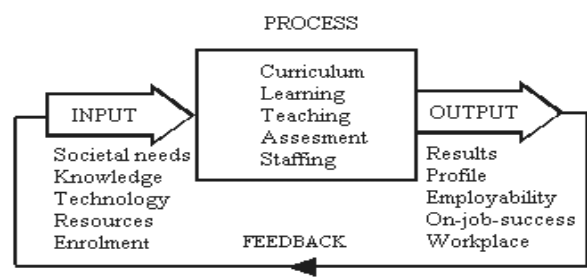 PROCESS
Curriculum
Learning
Teaching
Assesment
Staffing
INPUT
Societal needs
Knowledge
Technology
Resources
Enrolment
OUTPUT
Results
Profile
Employability
On-job-success
Workplace
FEEDBACK